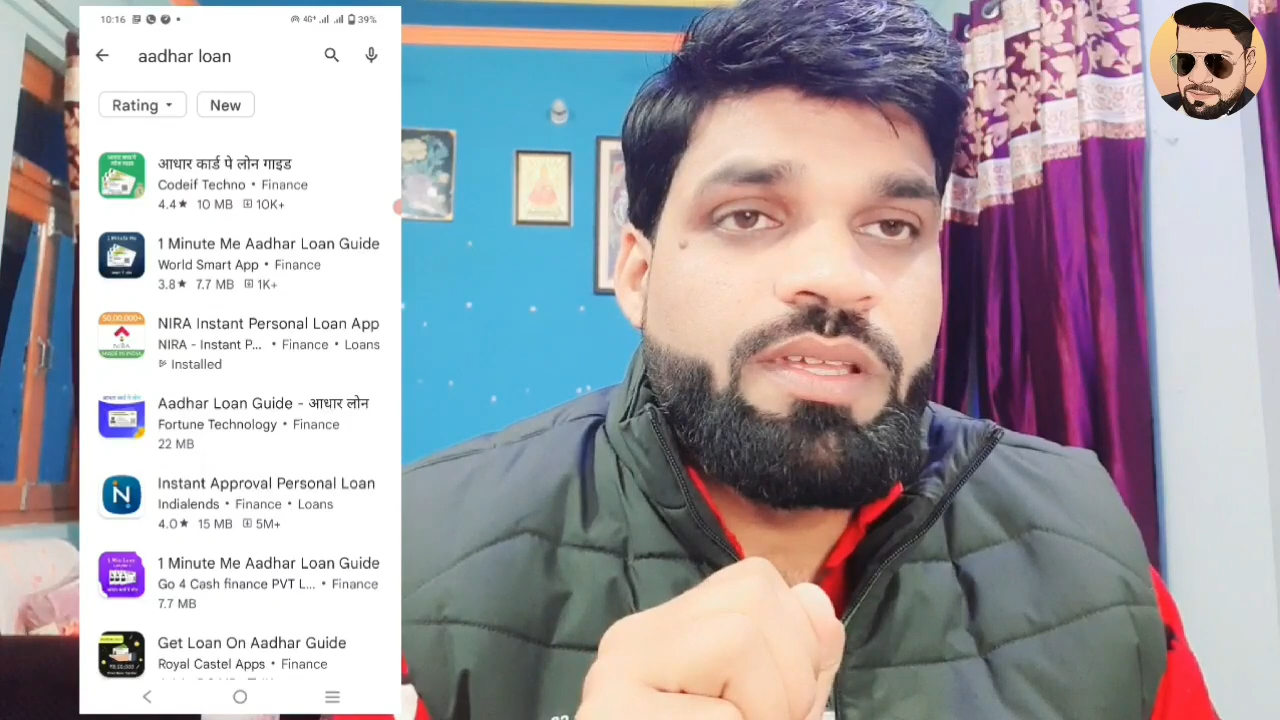 10:16 4G+ 39%
aadhar loan
Rating New
आधार कार्ड पे लोन गाइड
Codeif Techno • Finance
4.4★ 10 MB 10K+
1 Minute Me Aadhar Loan Guide
World Smart App • Finance
3.8★ 7.7 MB 1K+
50,00,000+
NIRA
NIRA Instant Personal Loan App
NIRA - Instant P... • Finance • Loans
Installed
Aadhar Loan Guide - आधार लोन
Fortune Technology • Finance
22 MB
N
Instant Approval Personal Loan
Indialends • Finance • Loans
4.0★ 15 MB 5M+
1 Minute Me Aadhar Loan Guide
Go 4 Cash finance PVT L... • Finance
7.7 MB
Get Loan On Aadhar Guide
Royal Castel Apps • Finance